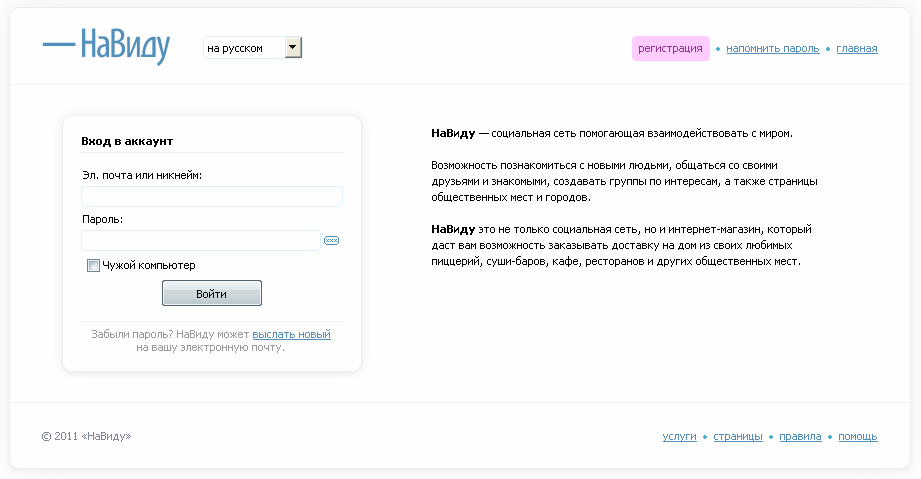 НаВиду
на русском
регистрация • напомнить пароль • главная
Вход в аккаунт
Эл. почта или никнейм:
Пароль:
Чужой компьютер
Войти
Забыли пароль? НаВиду может выслать новый
на вашу электронную почту.
НаВиду — социальная сеть помогающая взаимодействовать с миром.
Возможность познакомиться с новыми людьми, общаться со своими
друзьями и знакомыми, создавать группы по интересам, а также страницы
общественных мест и городов.
НаВиду это не только социальная сеть, но и интернет-магазин, который
даст вам возможность заказывать доставку на дом из своих любимых
пиццерий, суши-баров, кафе, ресторанов и других общественных мест.
© 2011 «НаВиду»
услуги • страницы • правила • помощь